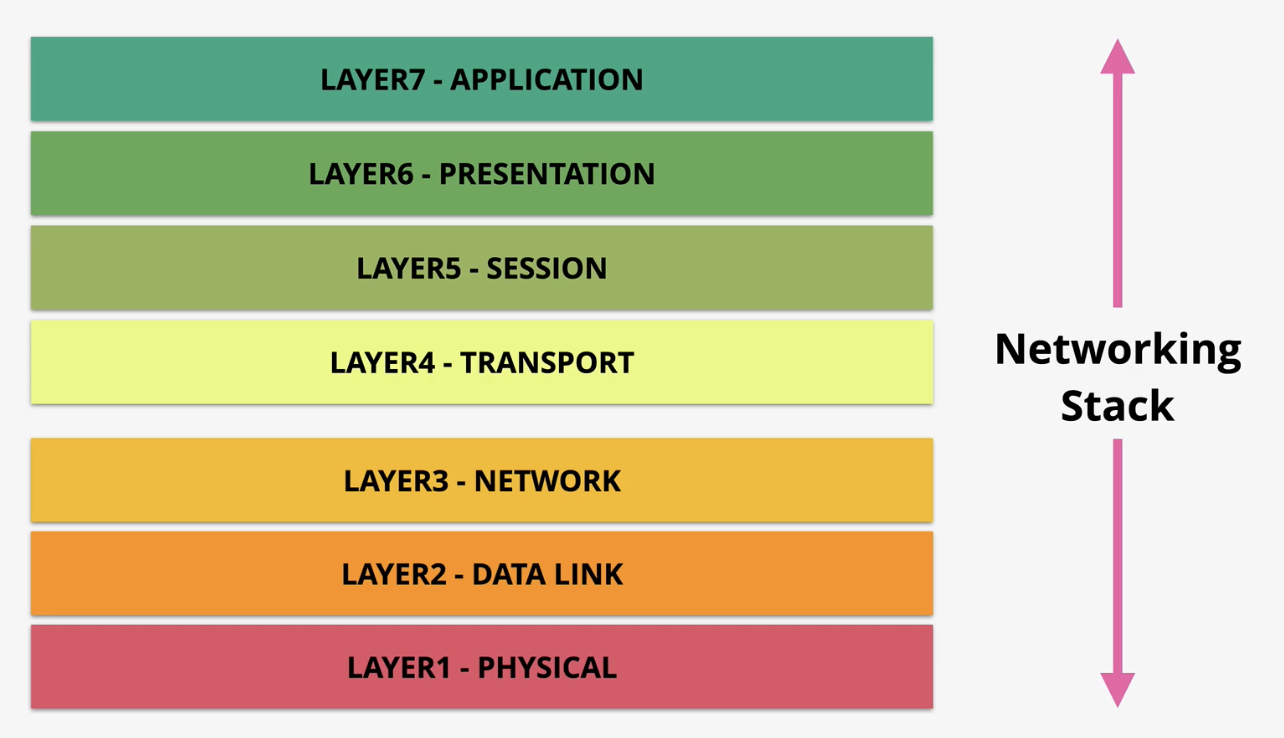 LAYER7 - APPLICATION
LAYER6 - PRESENTATION
LAYER5 - SESSION
LAYER4 - TRANSPORT
LAYER3 - NETWORK
LAYER2 - DATA LINK
LAYER1 - PHYSICAL
Networking
Stack